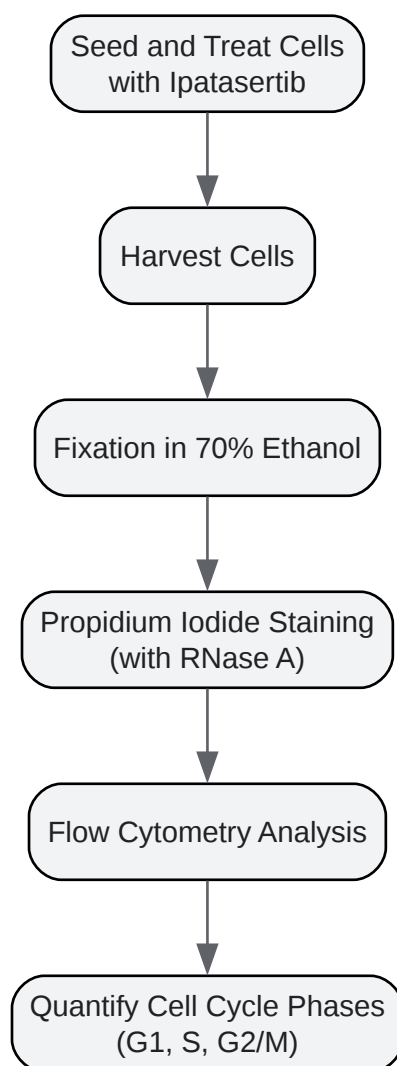 Seed and Treat Cells
with Ipatasertib
Harvest Cells
Fixation in 70% Ethanol
Propidium Iodide Staining
(with RNase A)
Flow Cytometry Analysis
Quantify Cell Cycle Phases
(G1, S, G2/M)